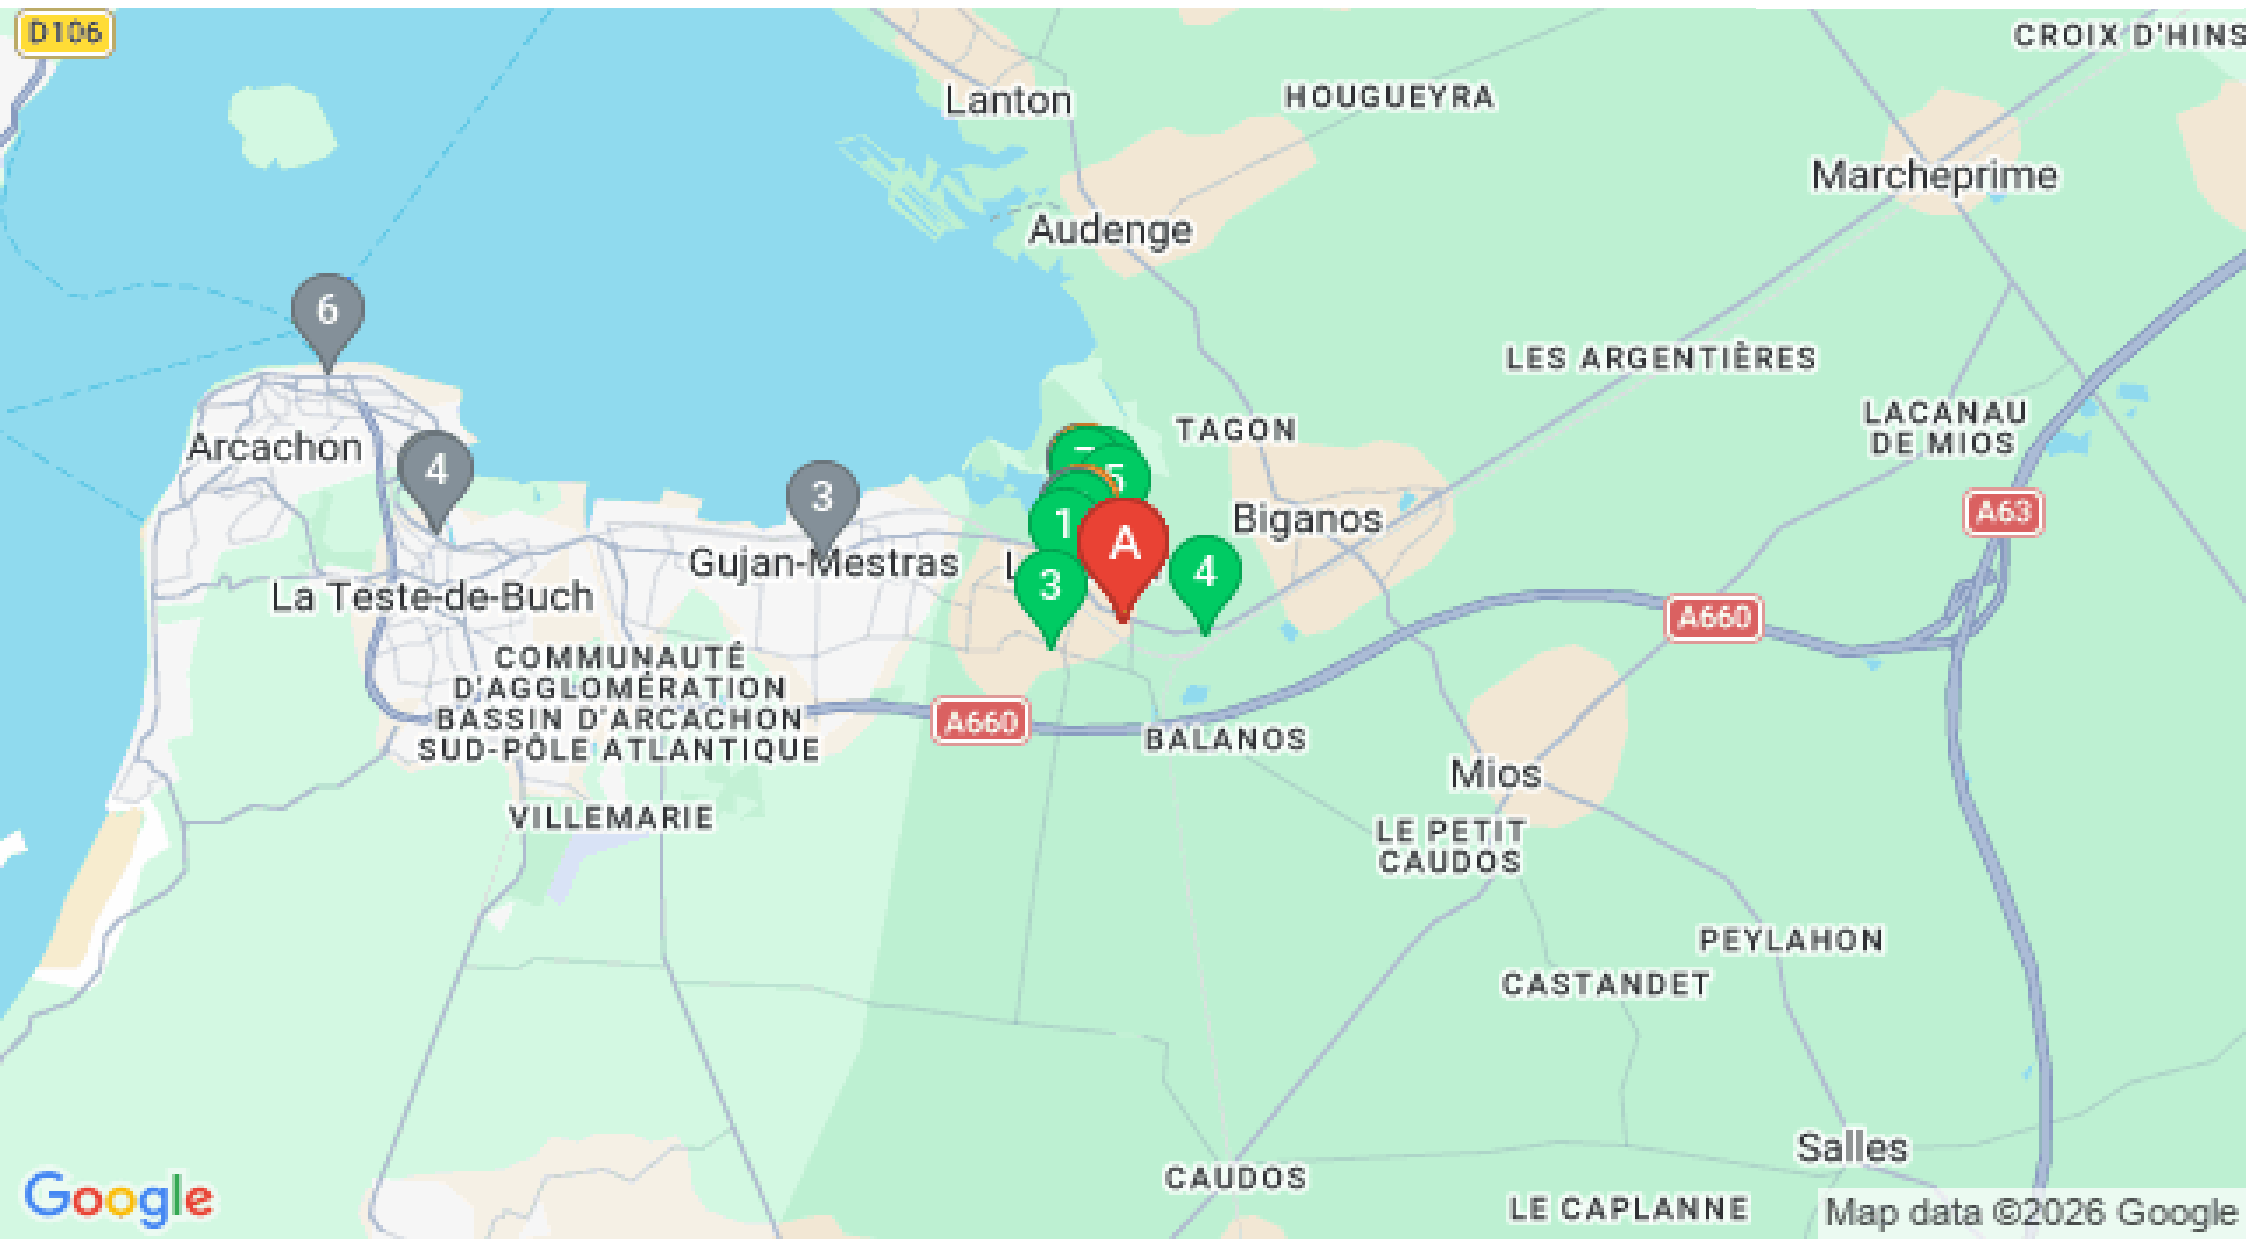 D106
CROIX D'HINS
Lanton
HOUGUEYRA
Marcheprime
Audenge
6
LES ARGENTIÈRES
LACANAU
DE MIOS
TAGON
Arcachon
4
3
5
1
A
Biganos
A63
Gujan-Mestras
3
4
La Teste-de-Buch
A660
COMMUNAUTÉ
D'AGGLOMÉRATION
BASSIN D'ARCACHON
SUD-PÔLE ATLANTIQUE
A660
BALANOS
Mios
VILLEMARIE
LE PETIT
CAUDOS
PEYLAHON
CASTANDET
Salles
CAUDOS
LE CAPLANNE
Google
Map data ©2026 Google